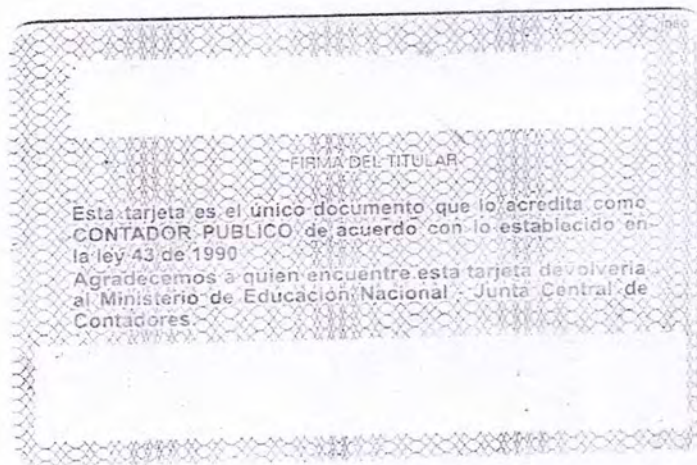 FIRMA DEL TITULAR
Esta tarjeta es el único documento que lo acredita como
CONTADOR PUBLICO de acuerdo con lo establecido en
la ley 43 de 1990
Agradecemos a quien encuentre esta tarjeta devolverla
al Ministerio de Educación Nacional - Junta Central de
Contadores.